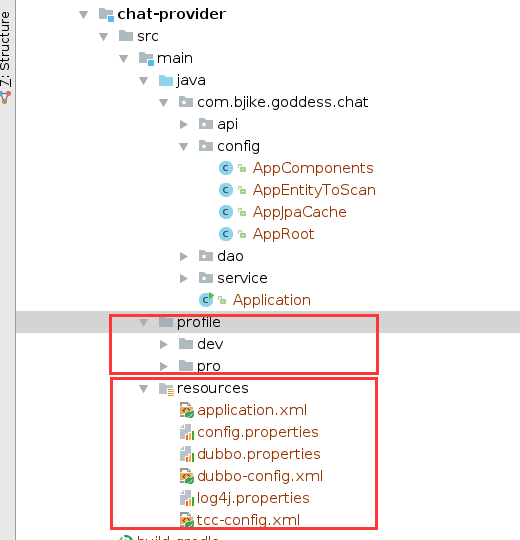 chat-provider
7: Structure
src
main
java
com.bjike.goddess.chat
api
config
AppComponents
AppEntityToScan
AppJpaCache
AppRoot
dao
service
Application
profile
dev
pro
resources
application.xml
config.properties
dubbo.properties
dubbo-config.xml
log4j.properties
tcc-config.xml
build.gradle